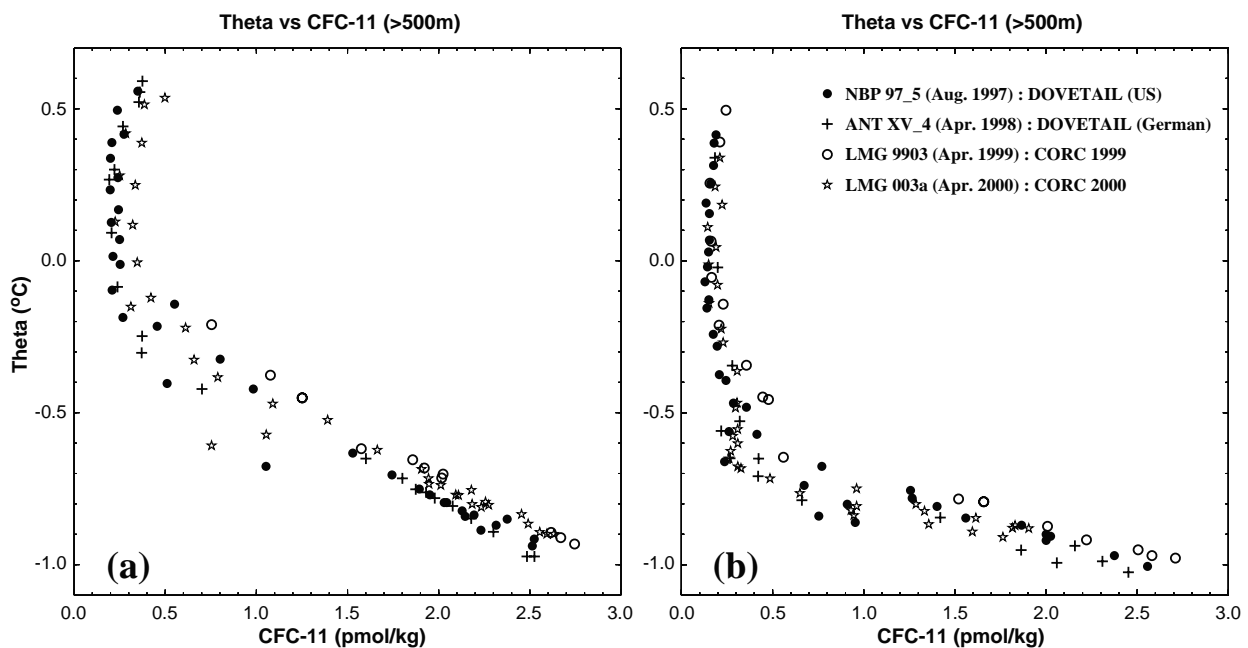 Theta vs CFC-11 (>500m)
0.5
0.0
-0.5
-1.0
Theta (°C)
(a)
0.0 0.5 1.0 1.5 2.0 2.5 3.0
CFC-11 (pmol/kg)
Theta vs CFC-11 (>500m)
NBP 97_5 (Aug. 1997) : DOVETAIL (US)
ANT XV_4 (Apr. 1998) : DOVETAIL (German)
LMG 9903 (Apr. 1999) : CORC 1999
LMG 003a (Apr. 2000) : CORC 2000
0.5
0.0
-0.5
-1.0
(b)
0.0 0.5 1.0 1.5 2.0 2.5 3.0
CFC-11 (pmol/kg)